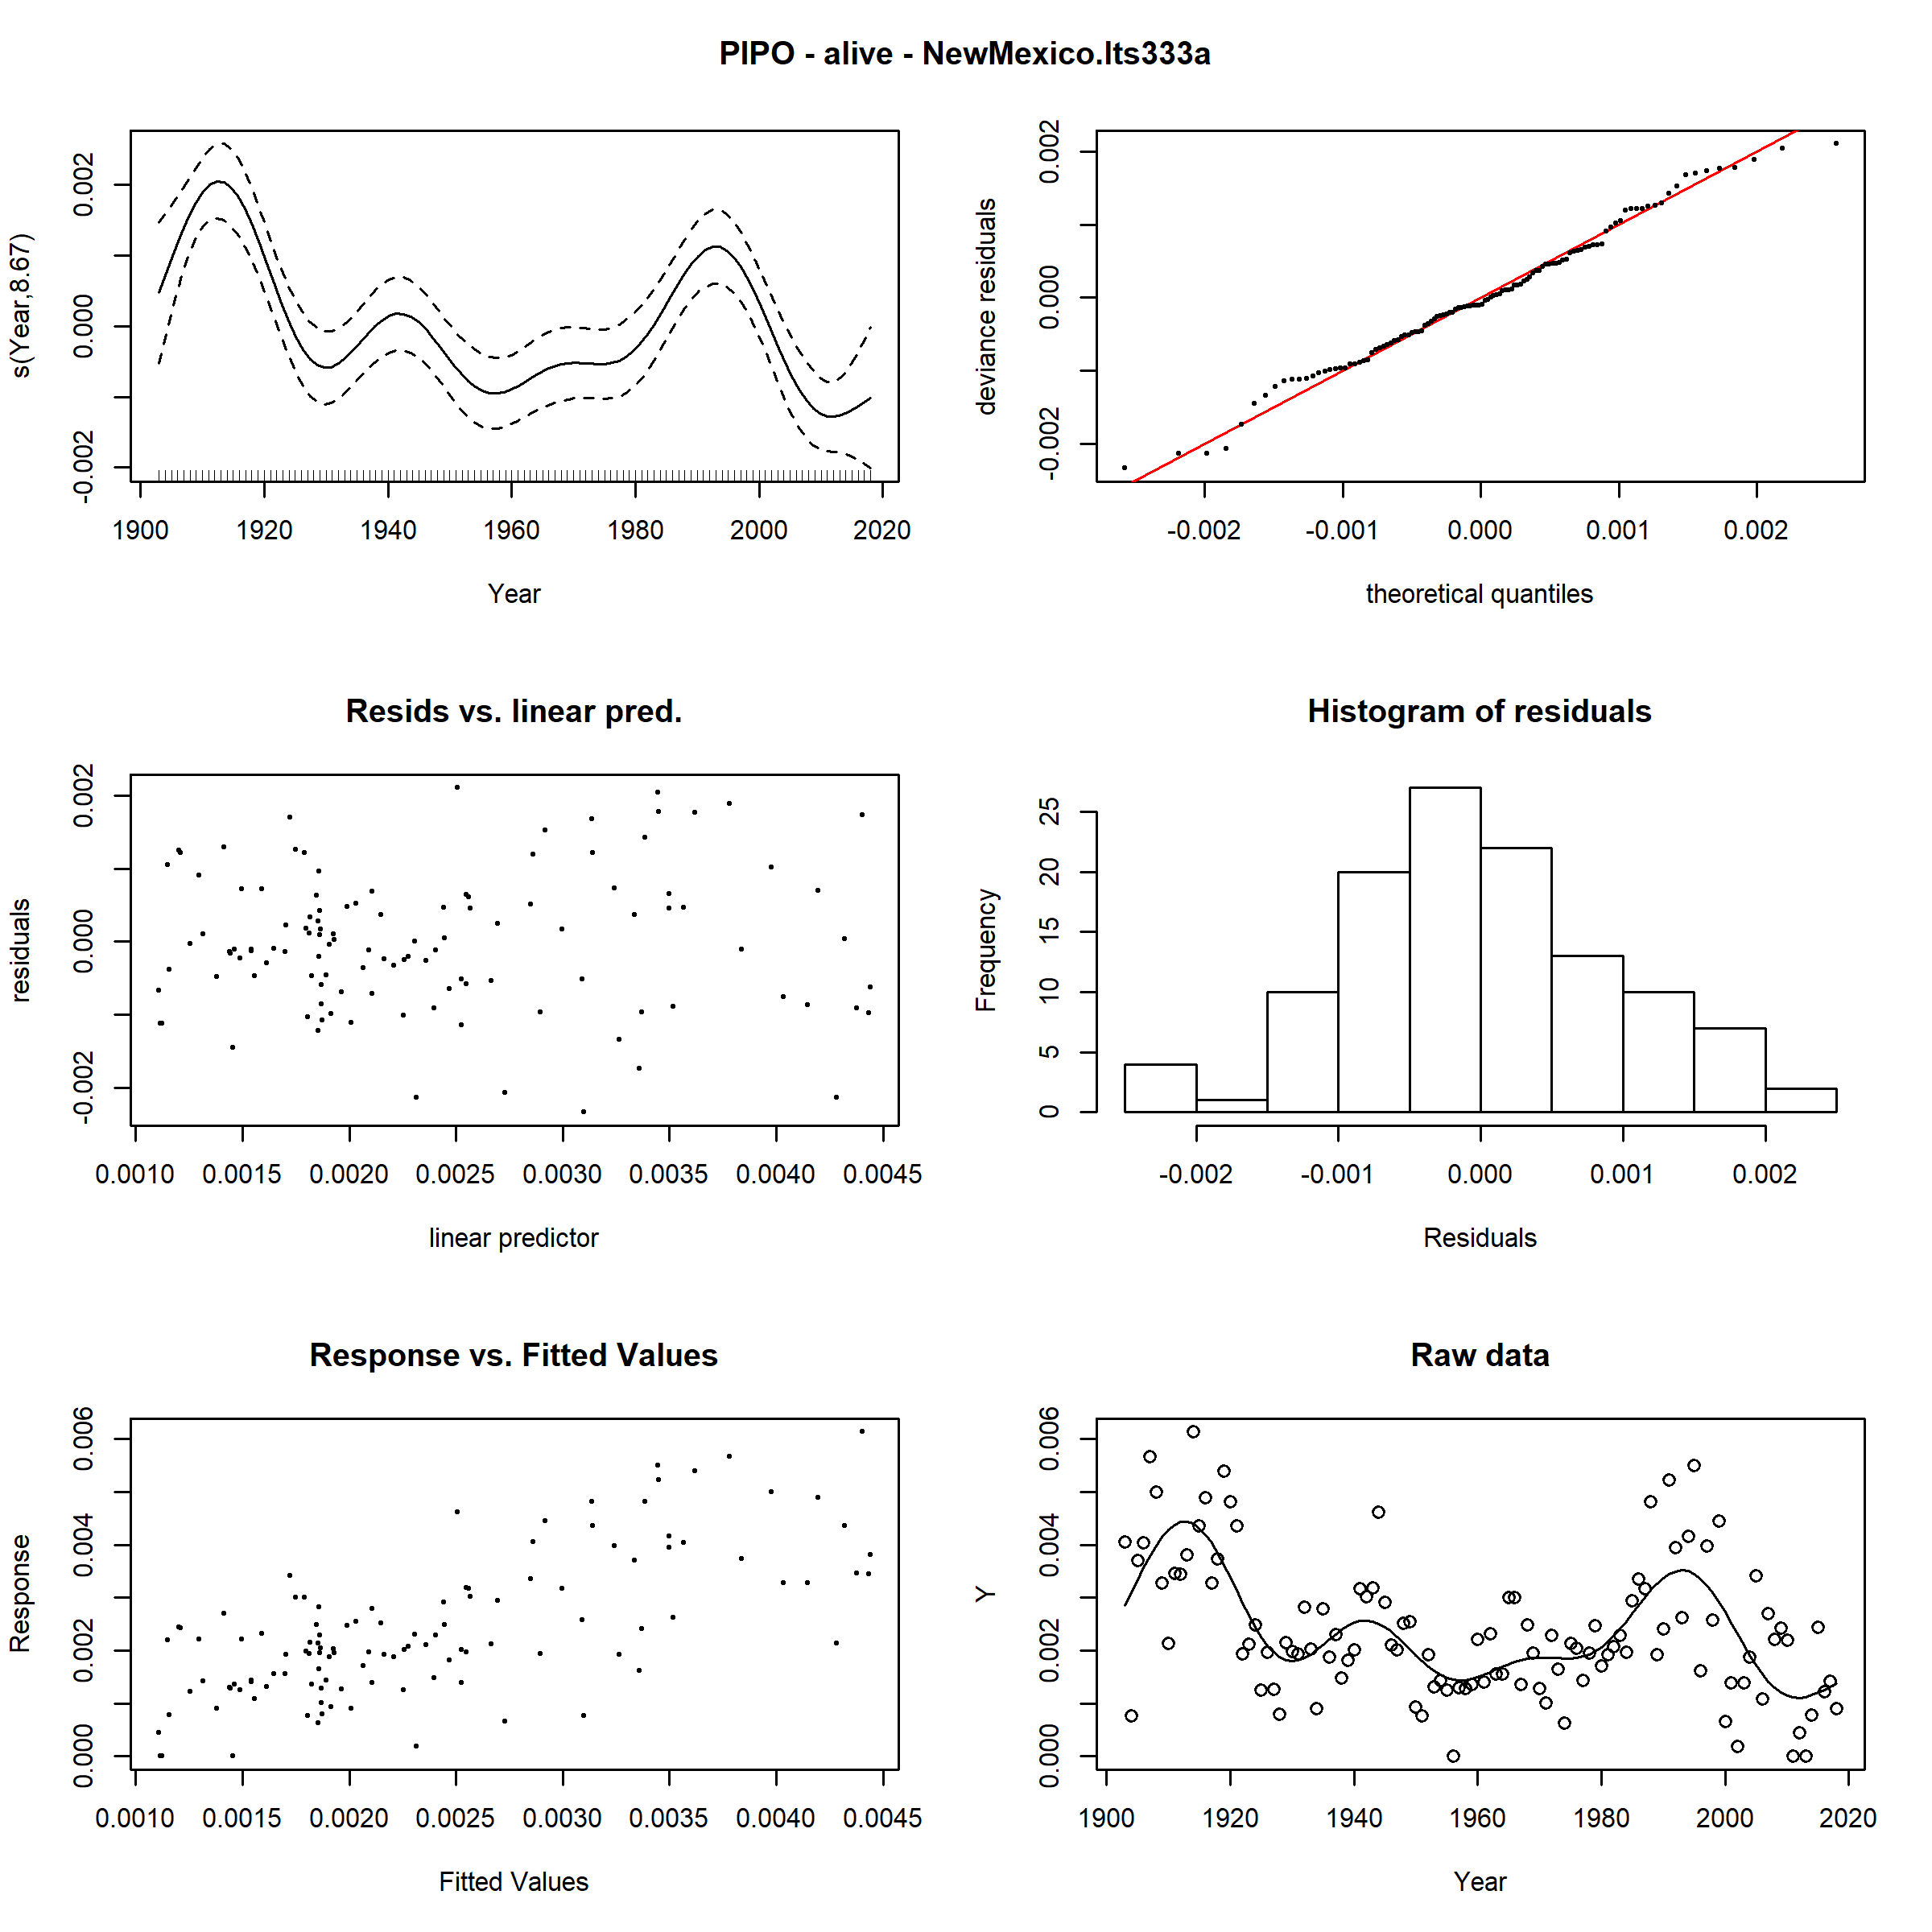 PIPO - alive - NewMexico.lts333a
s(Year,8.67)
0.002
0.000
-0.002
1900 1920 1940 1960 1980 2000 2020
Year
deviance residuals
0.002
0.000
-0.002
-0.002 -0.001 0.000 0.001 0.002
theoretical quantiles
Resids vs. linear pred.
residuals
0.002
0.000
-0.002
0.0010 0.0015 0.0020 0.0025 0.0030 0.0035 0.0040 0.0045
linear predictor
Histogram of residuals
Frequency
25
20
15
10
5
0
-0.002 -0.001 0.000 0.001 0.002
Residuals
Response vs. Fitted Values
Response
0.006
0.004
0.002
0.000
0.0010 0.0015 0.0020 0.0025 0.0030 0.0035 0.0040 0.0045
Fitted Values
Raw data
Y
0.006
0.004
0.002
0.000
1900 1920 1940 1960 1980 2000 2020
Year